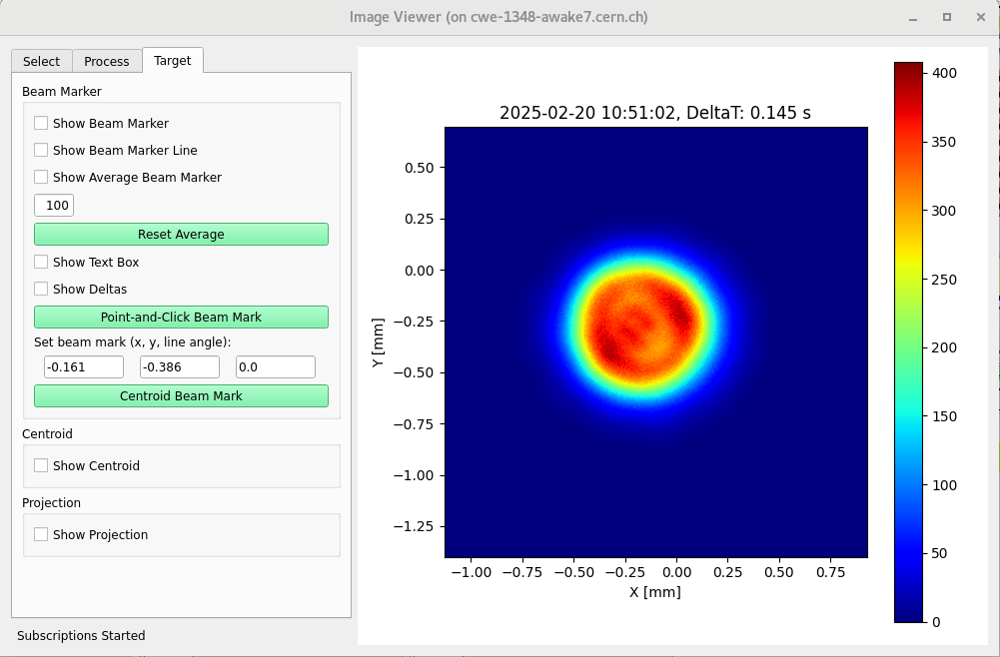 Image Viewer (on cwe-1348-awake7.cern.ch)
Select Process Target
Beam Marker
Show Beam Marker
Show Beam Marker Line
Show Average Beam Marker
100
Reset Average
Show Text Box
Show Deltas
Point-and-Click Beam Mark
Set beam mark (x, y, line angle):
-0.161 -0.386 0.0
Centroid Beam Mark
Centroid
Show Centroid
Projection
Show Projection
Subscriptions Started
2025-02-20 10:51:02, DeltaT: 0.145 s
Y [mm]
0.50
0.25
0.00
−0.25
−0.50
−0.75
−1.00
−1.25
−1.00 −0.75 −0.50 −0.25 0.00 0.25 0.50 0.75
X [mm]
400
350
300
250
200
150
100
50
0